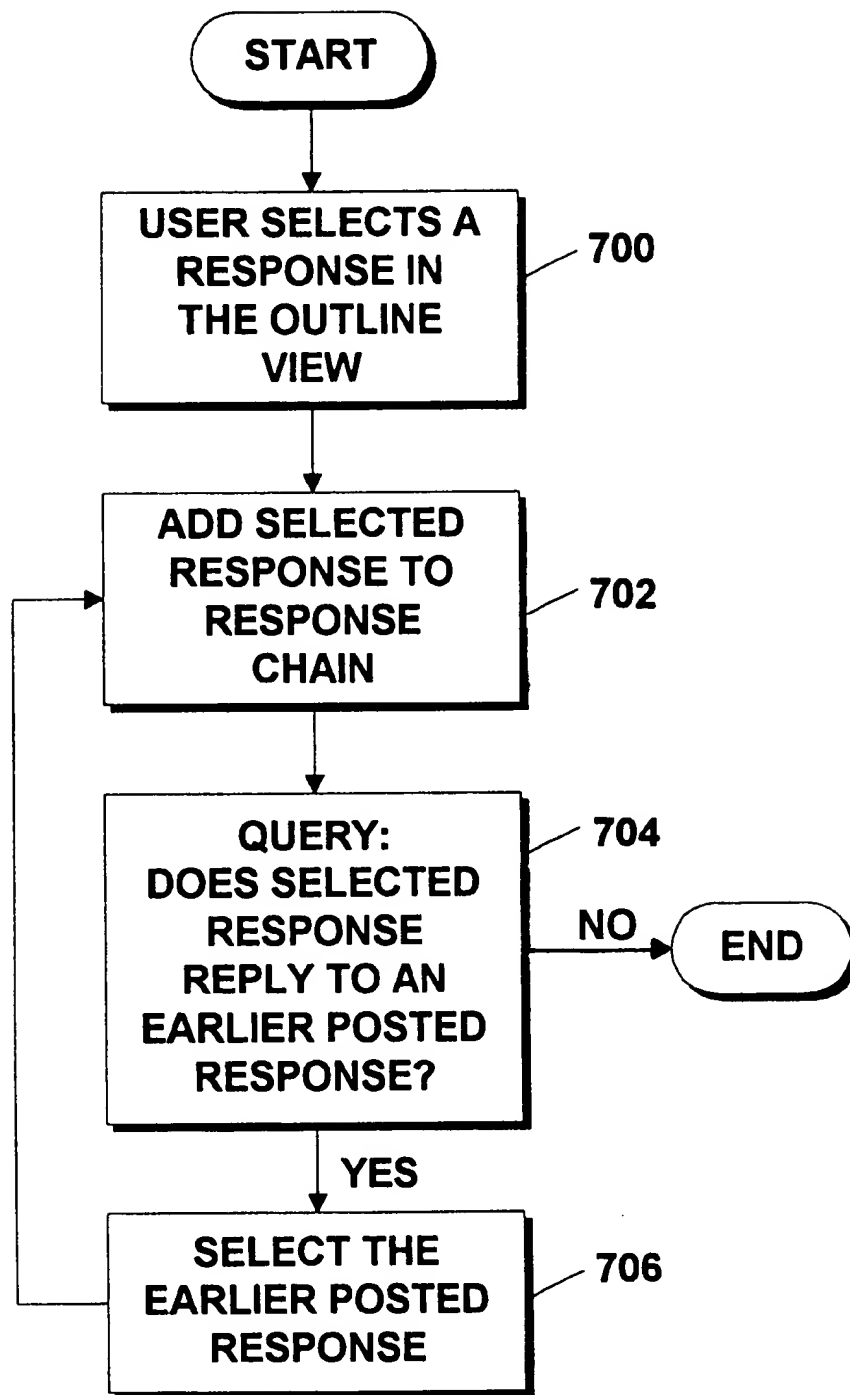 START
USER SELECTS A
RESPONSE IN
THE OUTLINE
VIEW
700
ADD SELECTED
RESPONSE TO
RESPONSE
CHAIN
702
QUERY:
DOES SELECTED
RESPONSE
REPLY TO AN
EARLIER POSTED
RESPONSE?
704
NO
END
YES
SELECT THE
EARLIER POSTED
RESPONSE
706